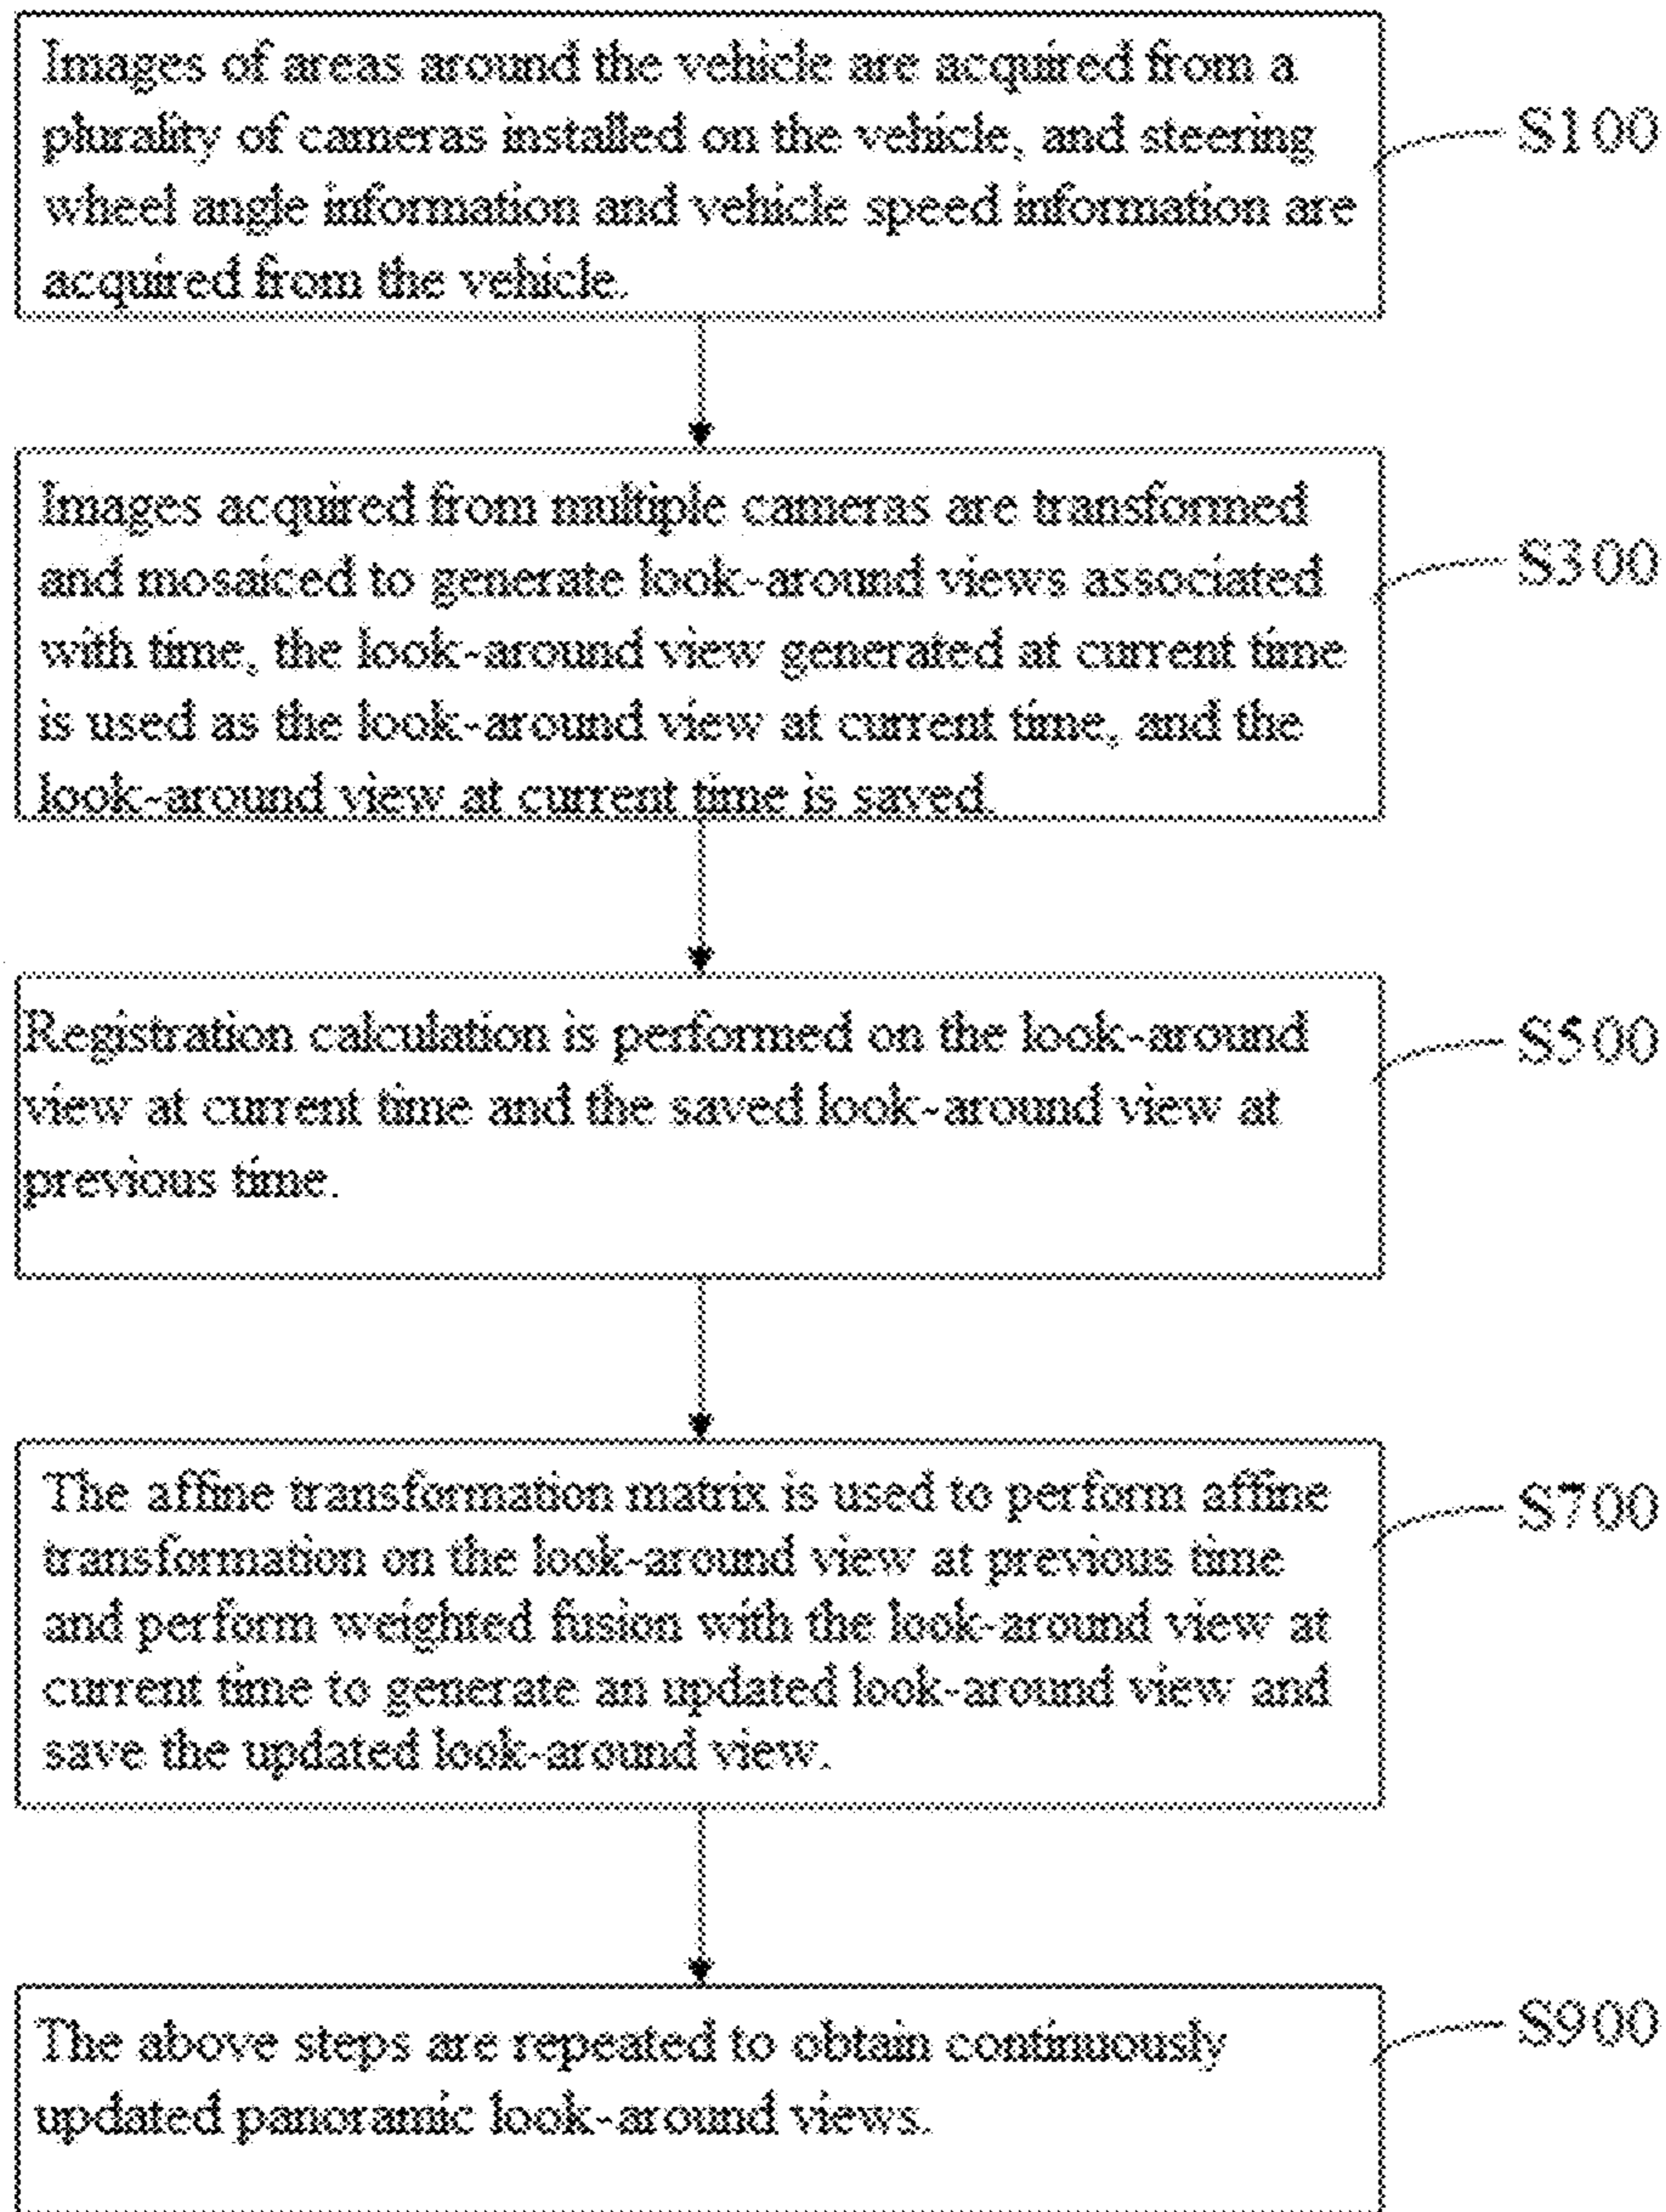 Images of areas around the vehicle are acquired from a
plurality of cameras installed on the vehicle, and steering
wheel angle information and vehicle speed information are
acquired from the vehicle.
S100
Images acquired from multiple cameras are transformed
and mosaiced to generate look-around views associated
with time, the look-around view generated at current time
is used as the look-around view at current time, and the
look-around view at current time is saved.
S300
Registration calculation is performed on the look-around
view at current time and the saved look-around view at
previous time.
S500
The affine transformation matrix is used to perform affine
transformation on the look-around view at previous time
and perform weighted fusion with the look-around view at
current time to generate an updated look-around view and
save the updated look-around view.
S700
The above steps are repeated to obtain continuously
updated panoramic look-around views.
S900